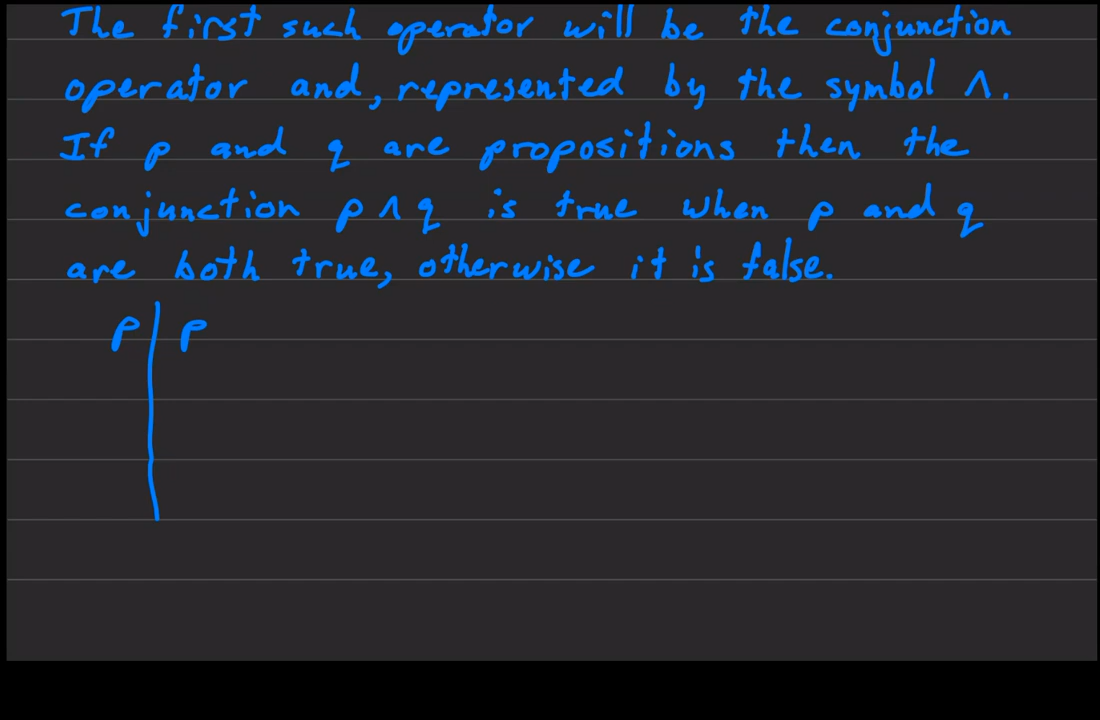 The first such operator will be the conjunction
operator and, represented by the symbol ∧.
If p and q are propositions then the
conjunction p ∧ q is true when p and q
are both true, otherwise it is false.
p | p